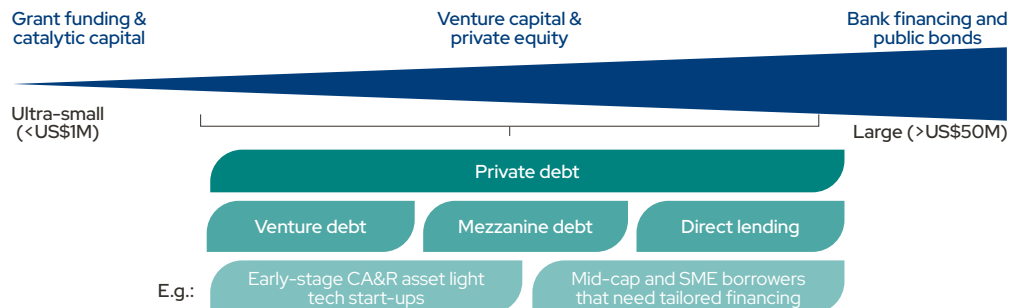 Grant funding &
catalytic capital
Venture capital &
private equity
Bank financing and
public bonds
Ultra-small
(<US$1M)
Large (>US$50M)
Private debt
Venture debt
Mezzanine debt
Direct lending
E.g.:
Early-stage CA&R asset light
tech start-ups
Mid-cap and SME borrowers
that need tailored financing